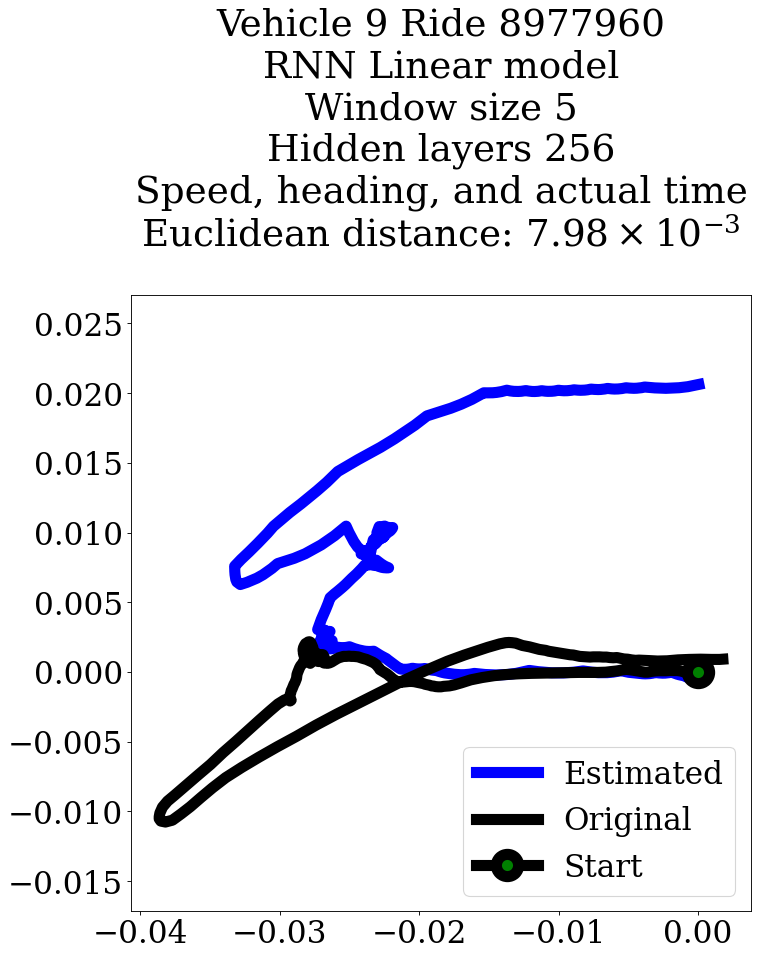 Vehicle 9 Ride 8977960
RNN Linear model
Window size 5
Hidden layers 256
Speed, heading, and actual time
Euclidean distance: 7.98 × 10⁻³
0.025
0.020
0.015
0.010
0.005
0.000
−0.005
−0.010
−0.015
Estimated
Original
Start
−0.04
−0.03
−0.02
−0.01
0.00